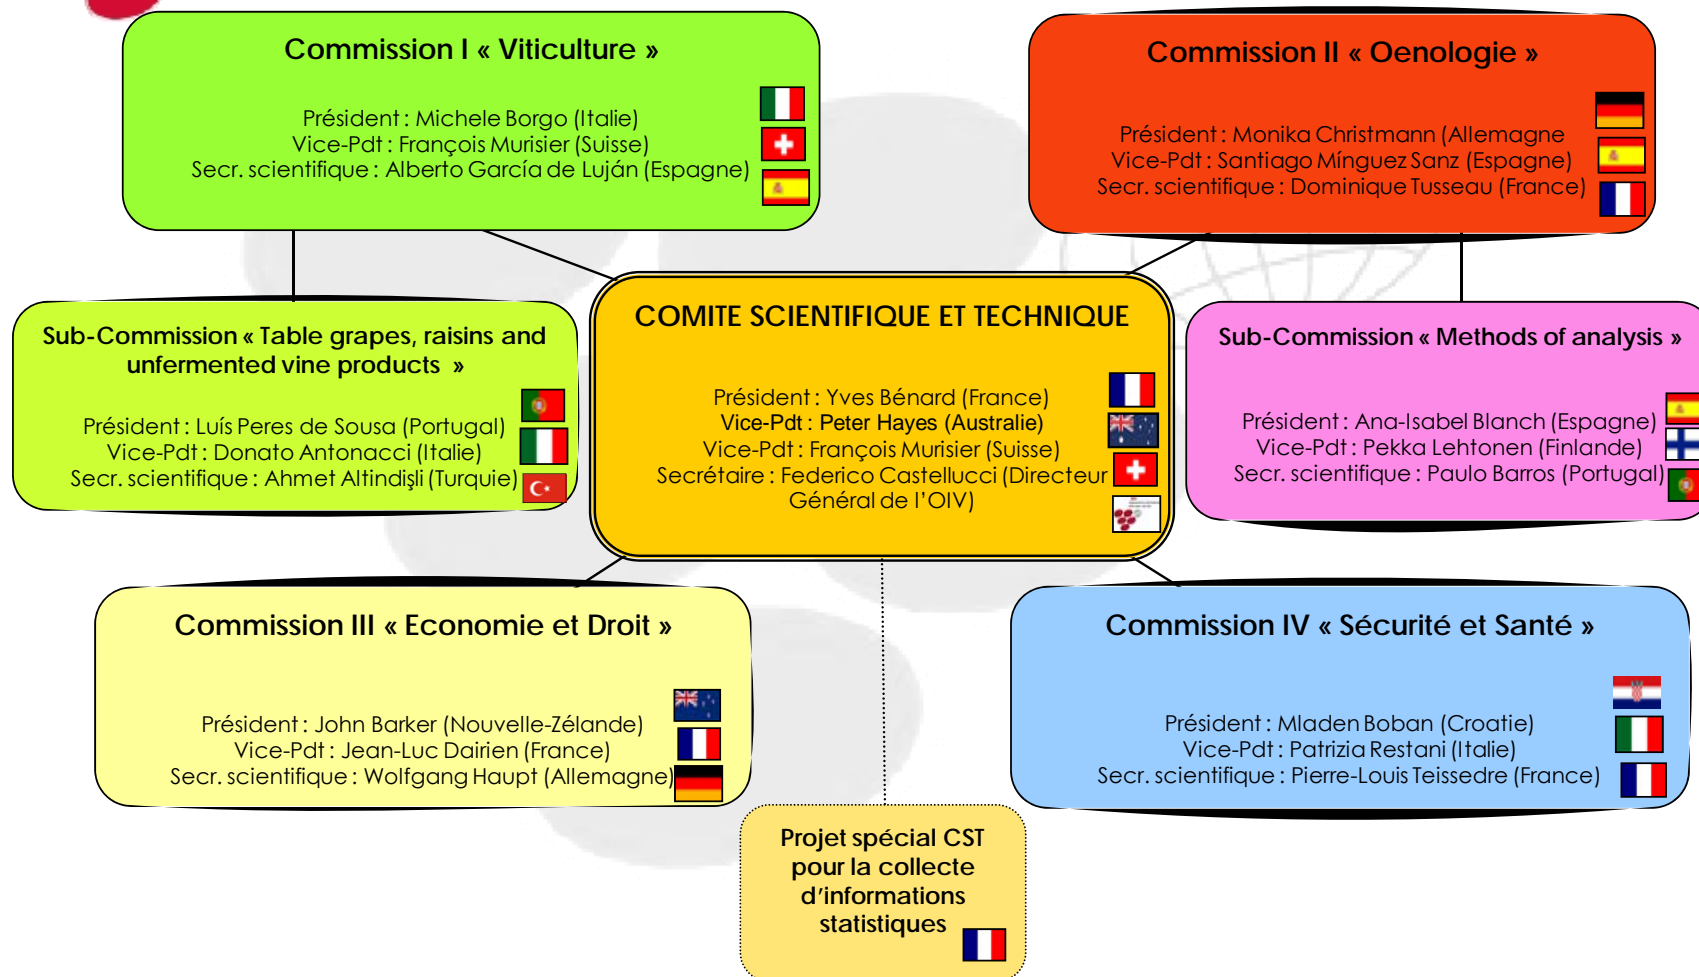 Commission I « Viticulture »
Président : Michele Borgo (Italie)
Vice-Pdt : François Murisier (Suisse)
Secr. scientifique : Alberto García de Luján (Espagne)
Commission II « Oenologie »
Président : Monika Christmann (Allemagne
Vice-Pdt : Santiago Mínguez Sanz (Espagne)
Secr. scientifique : Dominique Tusseau (France)
Sub-Commission « Table grapes, raisins and
unfermented vine products »
Président : Luís Peres de Sousa (Portugal)
Vice-Pdt : Donato Antonacci (Italie)
Secr. scientifique : Ahmet Altindişli (Turquie)
COMITE SCIENTIFIQUE ET TECHNIQUE
Président : Yves Bénard (France)
Vice-Pdt : Peter Hayes (Australie)
Vice-Pdt : François Murisier (Suisse)
Secrétaire : Federico Castellucci (Directeur
Général de l'OIV)
Sub-Commission « Methods of analysis »
Président : Ana-Isabel Blanch (Espagne)
Vice-Pdt : Pekka Lehtonen (Finlande)
Secr. scientifique : Paulo Barros (Portugal)
Commission III « Economie et Droit »
Président : John Barker (Nouvelle-Zélande)
Vice-Pdt : Jean-Luc Dairien (France)
Secr. scientifique : Wolfgang Haupt (Allemagne)
Commission IV « Sécurité et Santé »
Président : Mladen Boban (Croatie)
Vice-Pdt : Patrizia Restani (Italie)
Secr. scientifique : Pierre-Louis Teissedre (France)
Projet spécial CST
pour la collecte
d'informations
statistiques